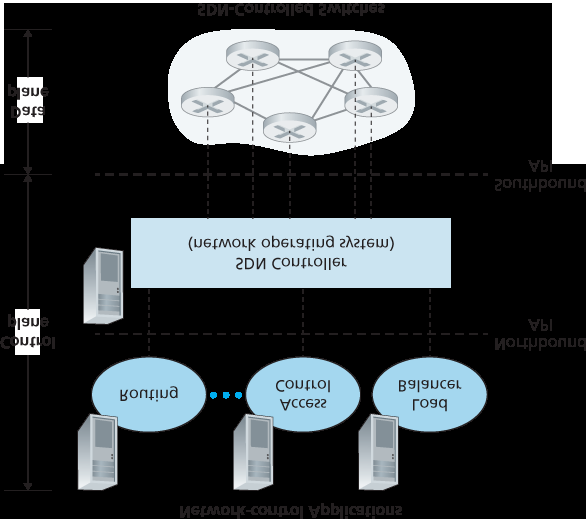 Network-control Applications
Routing
Access
Control
Load
Balancer
Control
plane
Northbound
API
SDN Controller
(network operating system)
Southbound
API
Data
plane
SDN-Controlled Switches